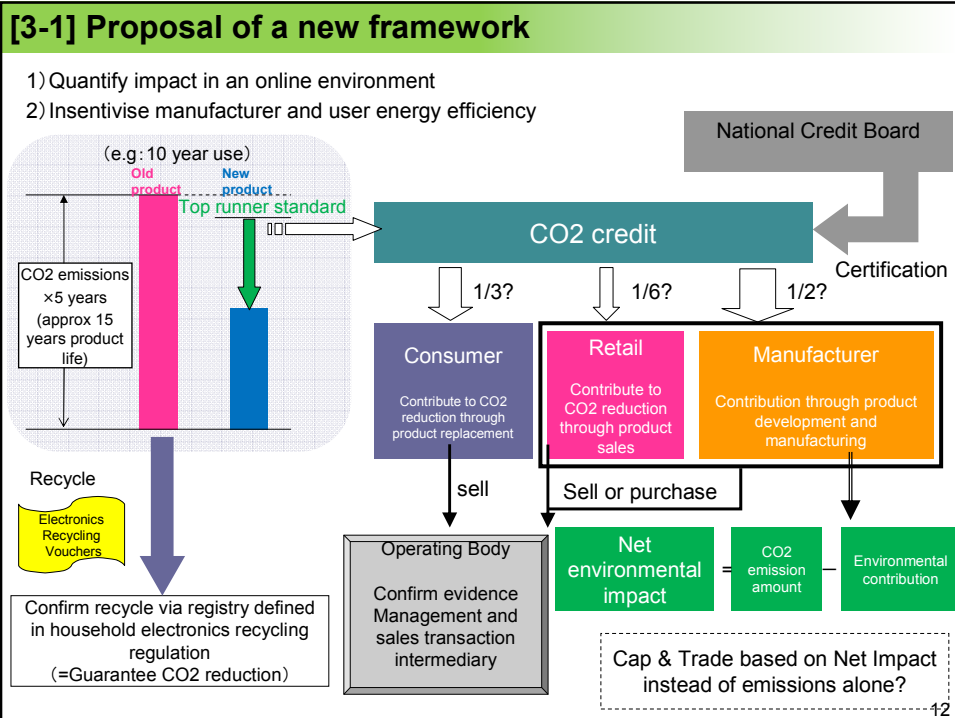 [3-1] Proposal of a new framework
1）Quantify impact in an online environment
2）Insentivise manufacturer and user energy efficiency
（e.g：10 year use）
Old
product
New
product
Top runner standard
CO2 emissions
×5 years
(approx 15
years product
life)
National Credit Board
CO2 credit
Certification
1/3?
1/6?
1/2?
Consumer
Contribute to CO2
reduction through
product replacement
Retail
Contribute to
CO2 reduction
through product
sales
Manufacturer
Contribution through product
development and
manufacturing
Recycle
Electronics
Recycling
Vouchers
sell
Sell or purchase
Confirm recycle via registry defined
in household electronics recycling
regulation
（=Guarantee CO2 reduction）
Operating Body
Confirm evidence
Management and
sales transaction
intermediary
Net
environmental
impact
=
CO2
emission
amount
−
Environmental
contribution
Cap & Trade based on Net Impact
instead of emissions alone?
12